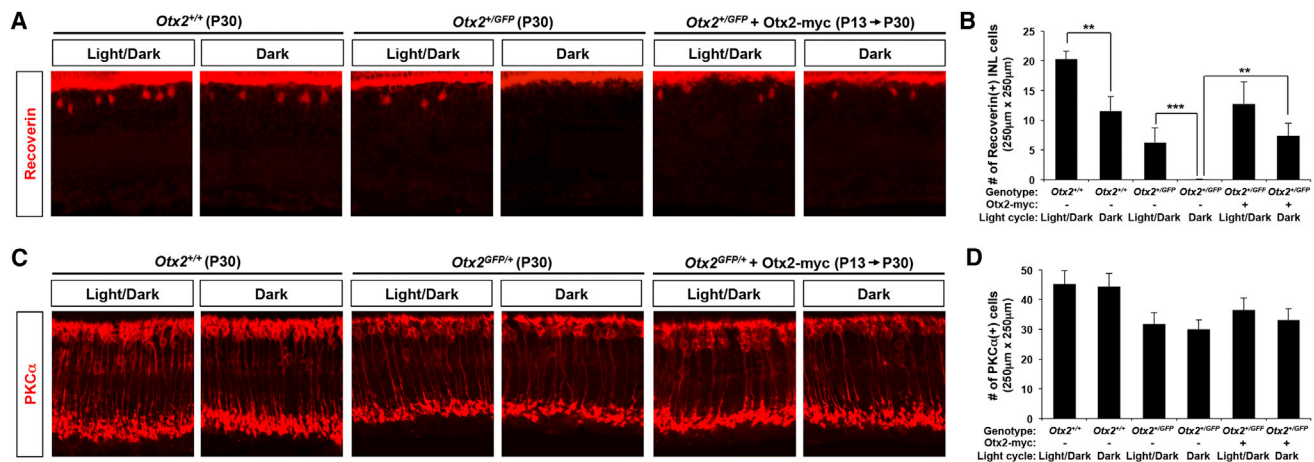 A
Otx2+/+ (P30)
Otx2+/GFP (P30)
Otx2+/GFP + Otx2-myc (P13→P30)
Light/Dark
Dark
Light/Dark
Dark
Light/Dark
Dark
Recoverin
B
# of Recoverin(+) INL cells
(250μm x 250μm)
25
20
15
10
5
0
**
***
**
Genotype: Otx2+/+ Otx2+/+ Otx2+/GFP Otx2+/GFP Otx2+/GFP Otx2+/GFP
Otx2-myc: - - - - + +
Light cycle: Light/Dark Dark Light/Dark Dark Light/Dark Dark
C
Otx2+/+ (P30)
Otx2GFP/+ (P30)
Otx2GFP/+ + Otx2-myc (P13→P30)
Light/Dark
Dark
Light/Dark
Dark
Light/Dark
Dark
PKCα
D
# of PKCα(+) cells
(250μm x 250μm)
50
40
30
20
10
0
Genotype: Otx2+/+ Otx2+/+ Otx2+/GFP Otx2+/GFP Otx2+/GFP Otx2+/GFP
Otx2-myc: - - - - + +
Light cycle: Light/Dark Dark Light/Dark Dark Light/Dark Dark